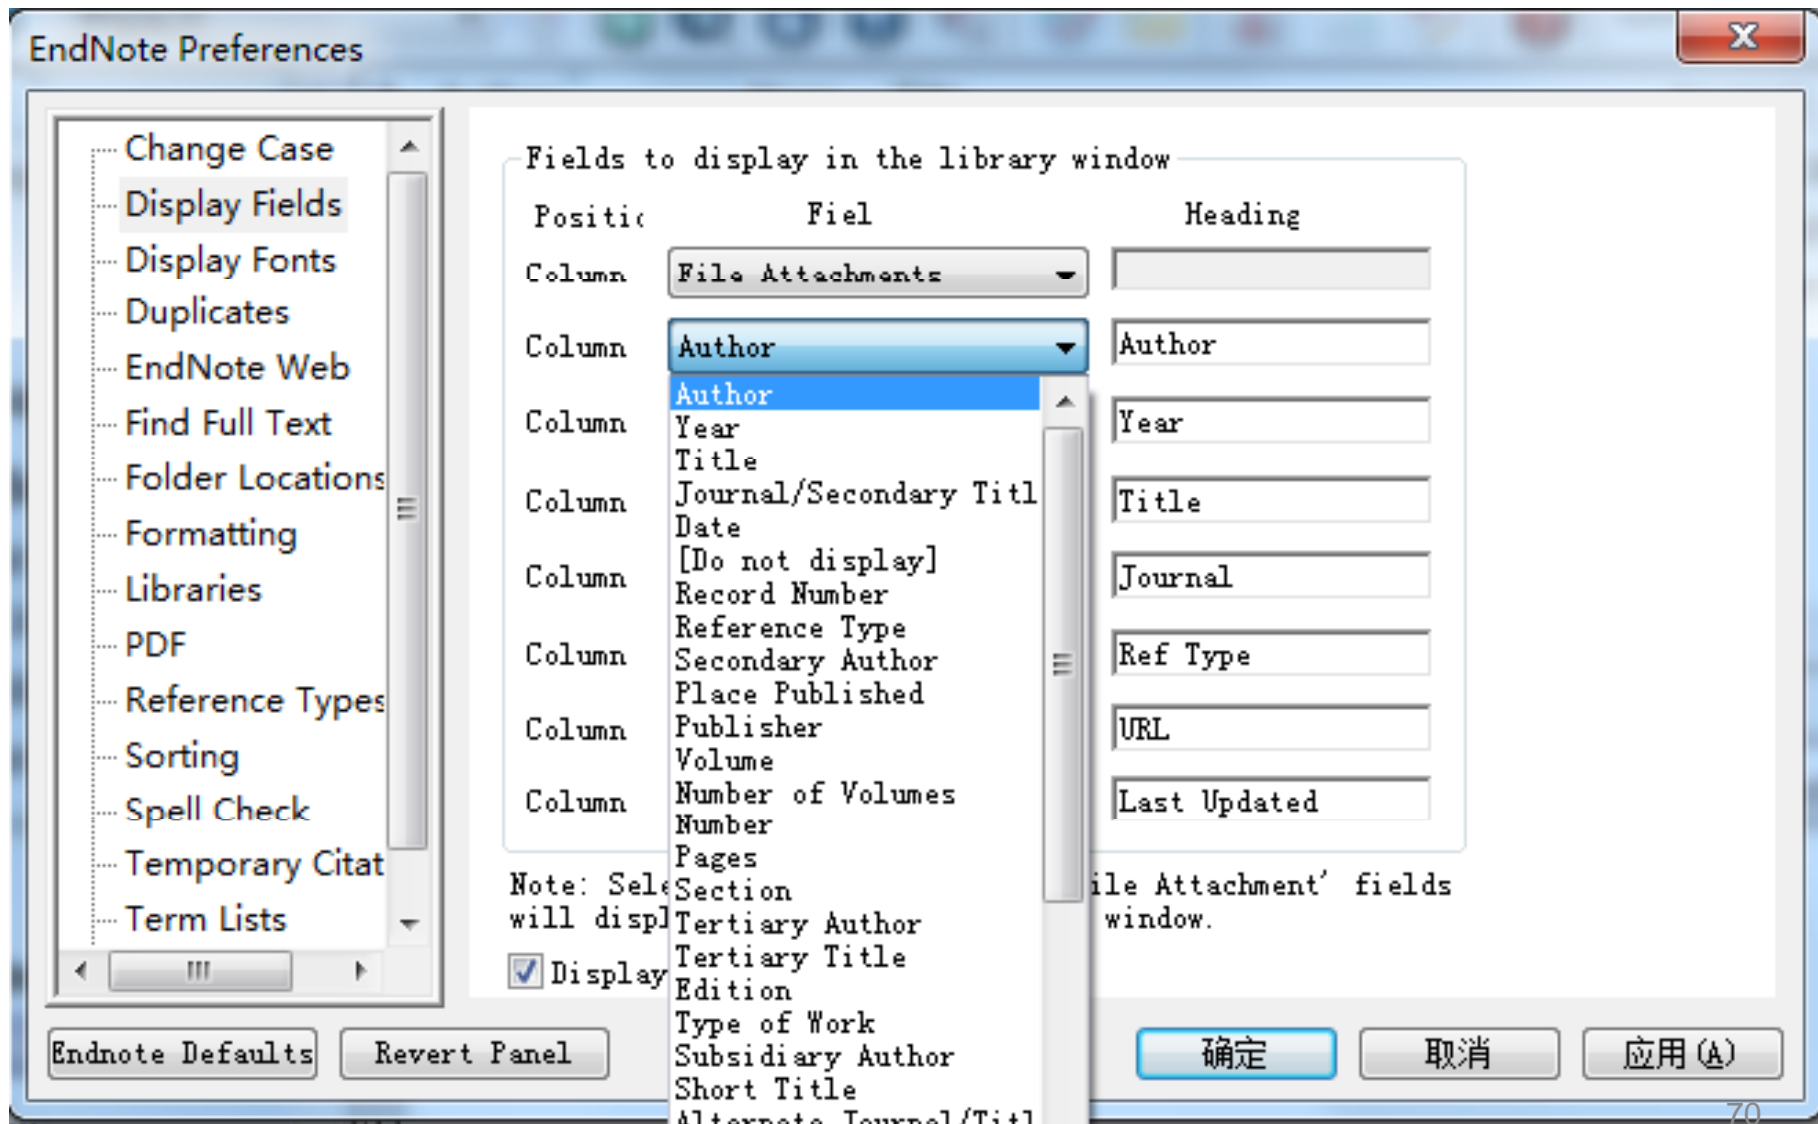 EndNote Preferences
Change Case
Display Fields
Display Fonts
Duplicates
EndNote Web
Find Full Text
Folder Locations
Formatting
Libraries
PDF
Reference Types
Sorting
Spell Check
Temporary Citat
Term Lists
Fields to display in the library window
Positic Fiel Heading
Column File Attachments
Column Author Author
Column Year
Column Title
Column Journal
Column Ref Type
Column URL
Column Last Updated
Author
Year
Title
Journal/Secondary Titl
Date
[Do not display]
Record Number
Reference Type
Secondary Author
Place Published
Publisher
Volume
Number of Volumes
Number
Pages
Section
Tertiary Author
Tertiary Title
Edition
Type of Work
Subsidiary Author
Short Title
Alternate Journal/Titl
Note: Sele ile Attachment' fields
will displ window.
Display
Endnote Defaults
Revert Panel
确定
取消
应用(A)
70